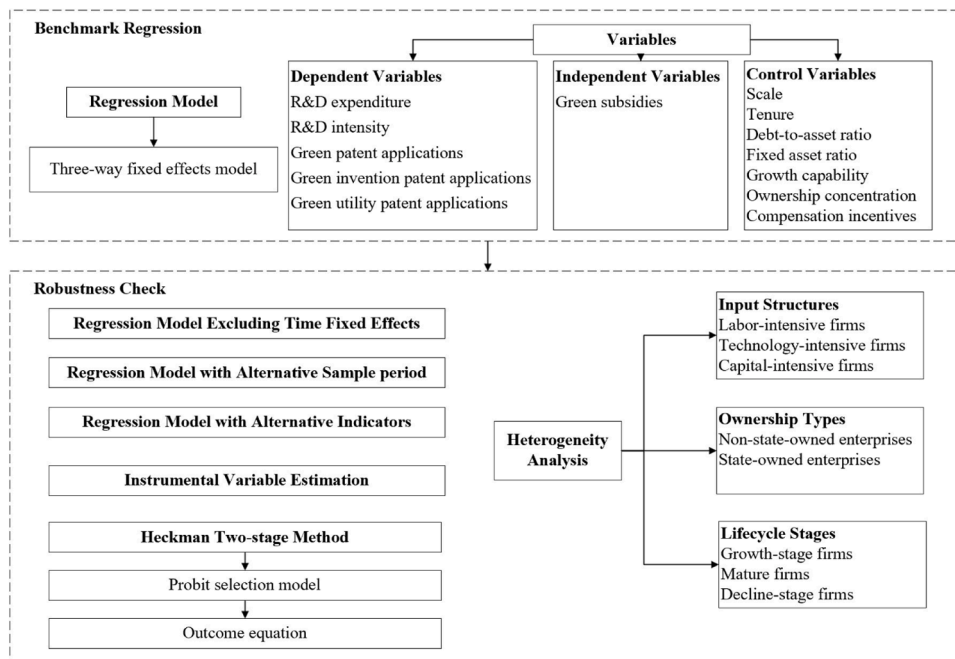 Benchmark Regression
Variables
Regression Model
Three-way fixed effects model
Dependent Variables
R&D expenditure
R&D intensity
Green patent applications
Green invention patent applications
Green utility patent applications
Independent Variables
Green subsidies
Control Variables
Scale
Tenure
Debt-to-asset ratio
Fixed asset ratio
Growth capability
Ownership concentration
Compensation incentives
Robustness Check
Regression Model Excluding Time Fixed Effects
Regression Model with Alternative Sample period
Regression Model with Alternative Indicators
Instrumental Variable Estimation
Heckman Two-stage Method
Probit selection model
Outcome equation
Heterogeneity
Analysis
Input Structures
Labor-intensive firms
Technology-intensive firms
Capital-intensive firms
Ownership Types
Non-state-owned enterprises
State-owned enterprises
Lifecycle Stages
Growth-stage firms
Mature firms
Decline-stage firms